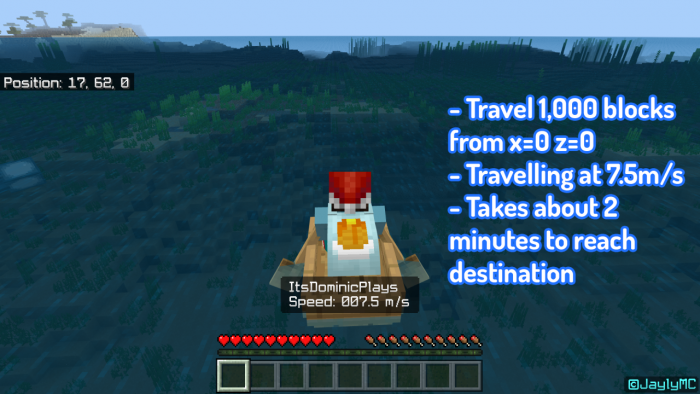 Position: 17, 62, 0
- Travel 1,000 blocks
from x=0 z=0
- Travelling at 7.5m/s
- Takes about 2
minutes to reach
destination
ItsDominicPlays
Speed: 007.5 m/s
©JaylyMC